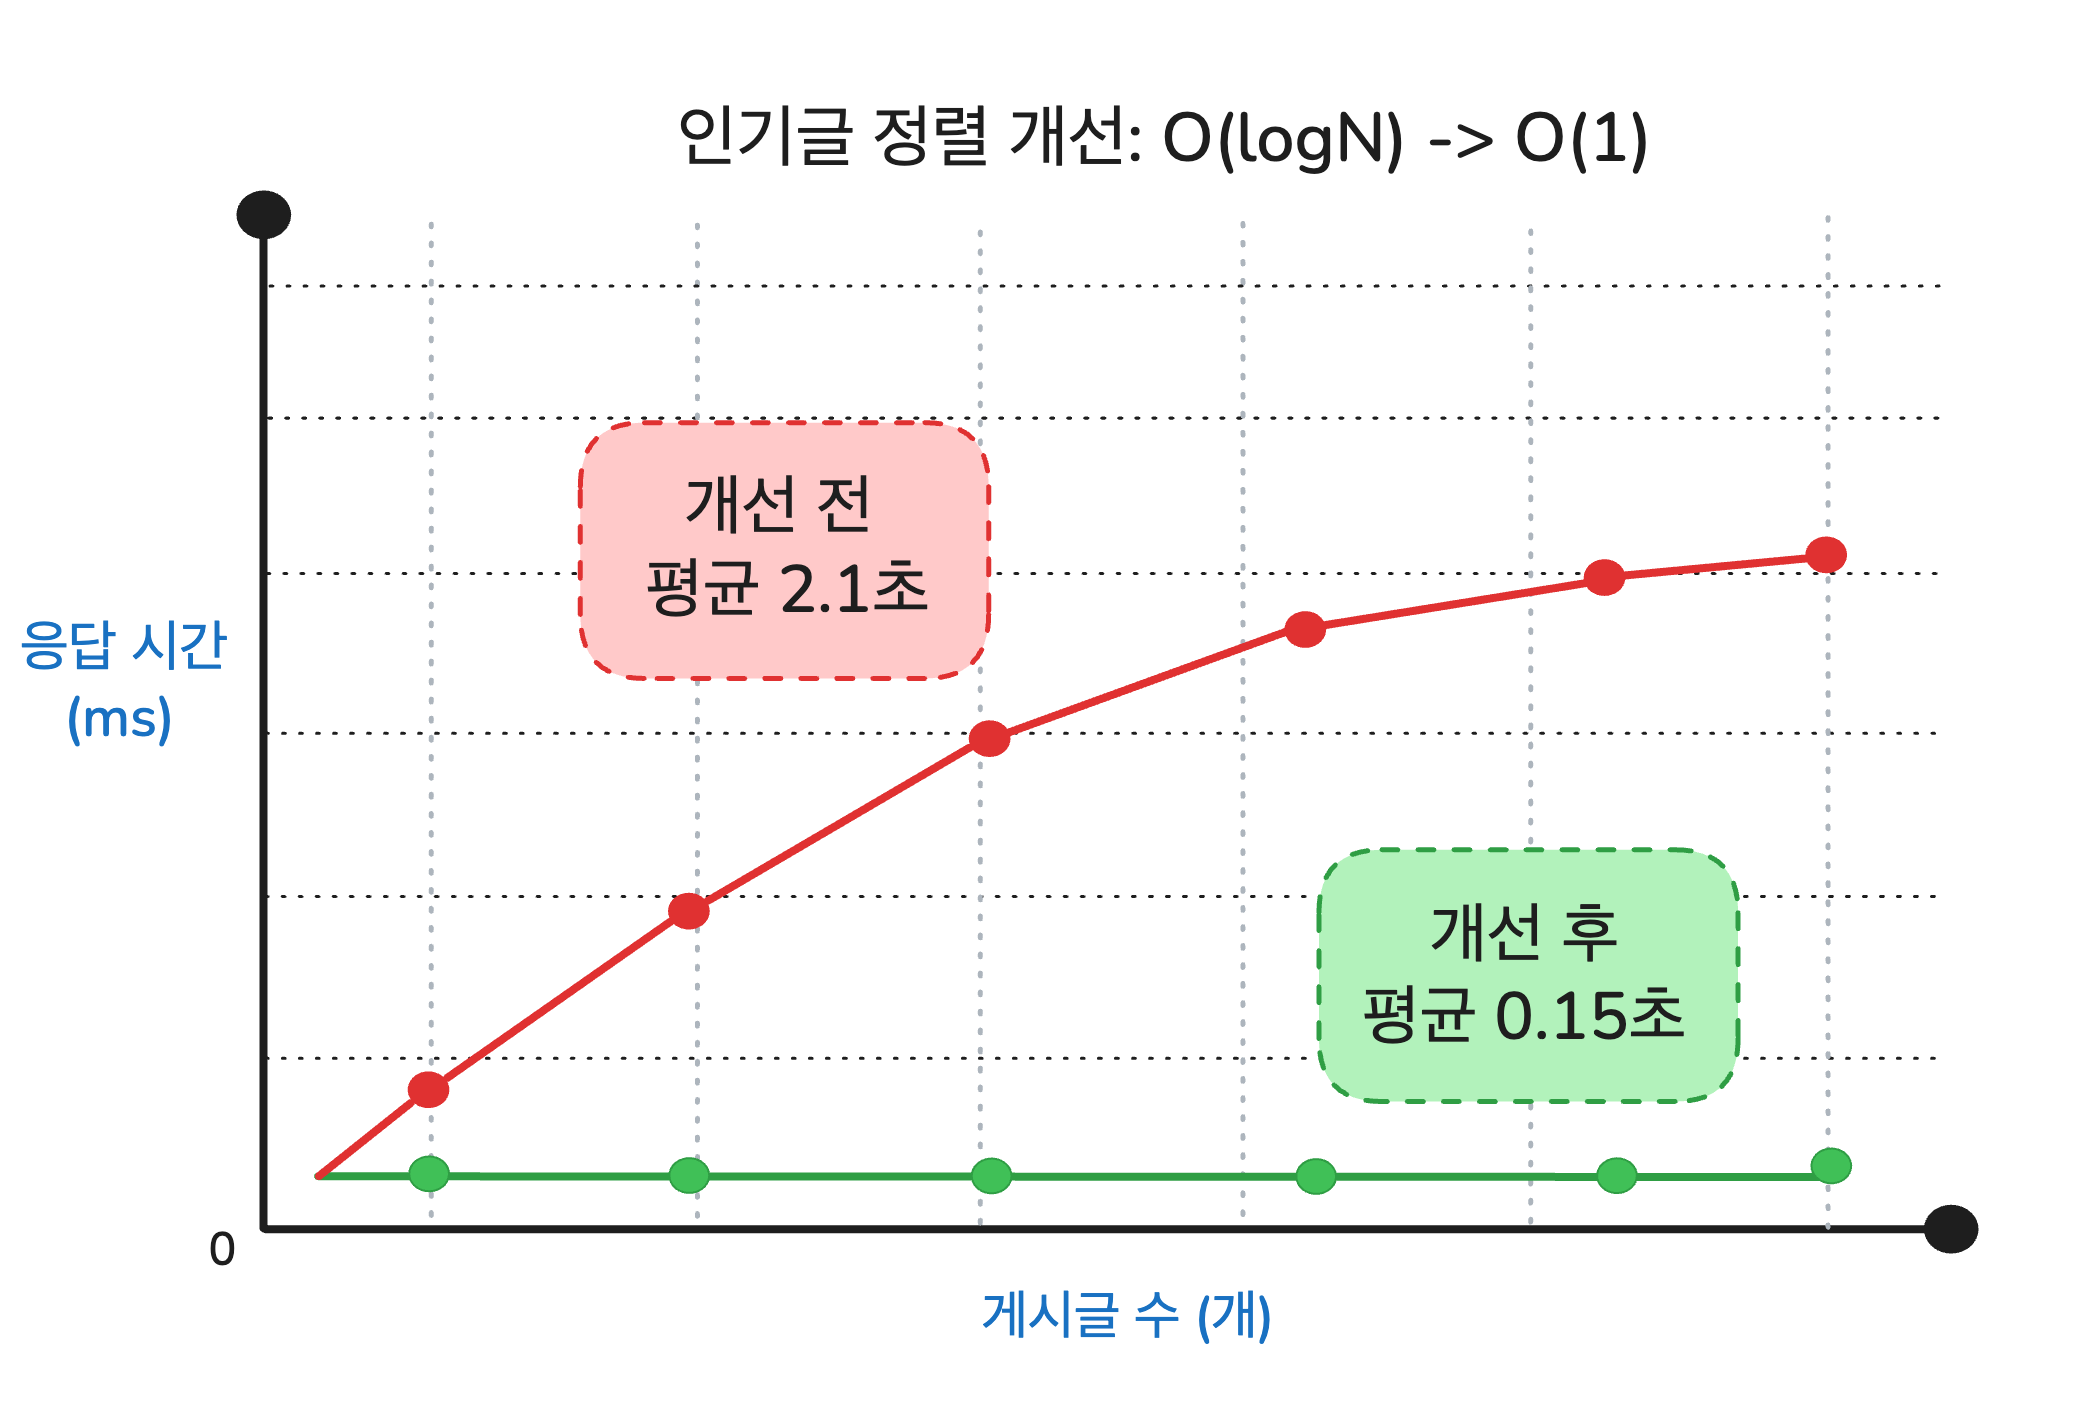 인기글 정렬 개선: O(logN) -> O(1)
개선 전
평균 2.1초
응답 시간
(ms)
개선 후
평균 0.15초
0
게시글 수 (개)